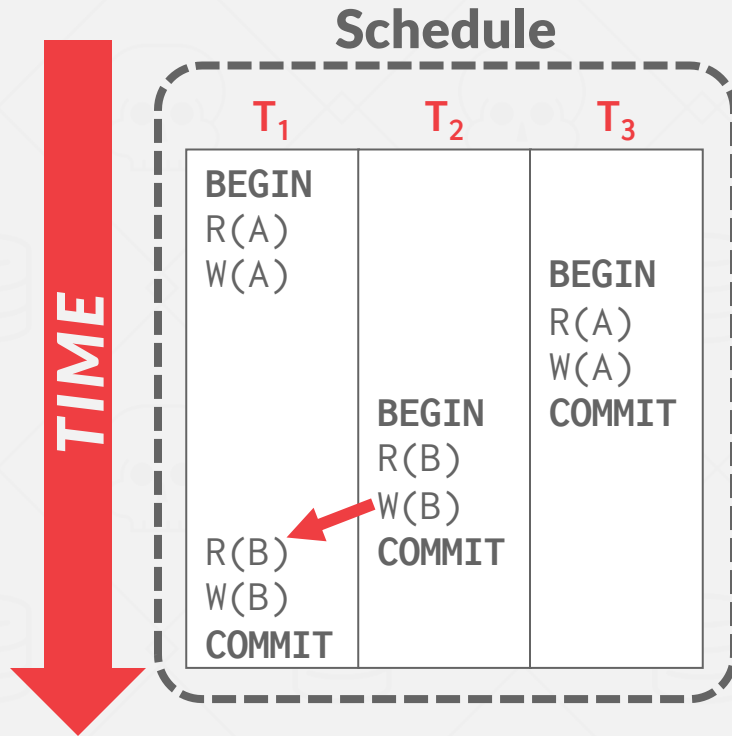 Schedule
TIME
T₁ T₂ T₃
BEGIN
R(A)
W(A) BEGIN
R(A)
W(A)
BEGIN COMMIT
R(B)
W(B)
R(B) COMMIT
W(B)
COMMIT